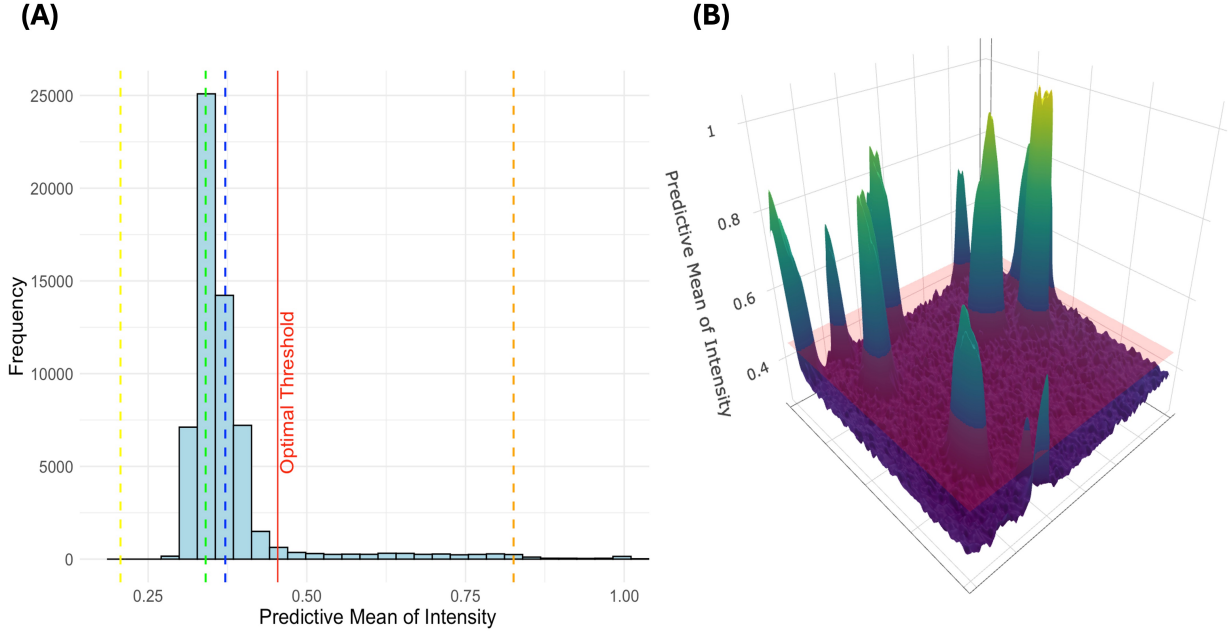 (A)
25000
20000
15000
10000
5000
0
Frequency
Optimal Threshold
0.25
0.50
0.75
1.00
Predictive Mean of Intensity
(B)
1
0.8
0.6
0.4
Predictive Mean of Intensity